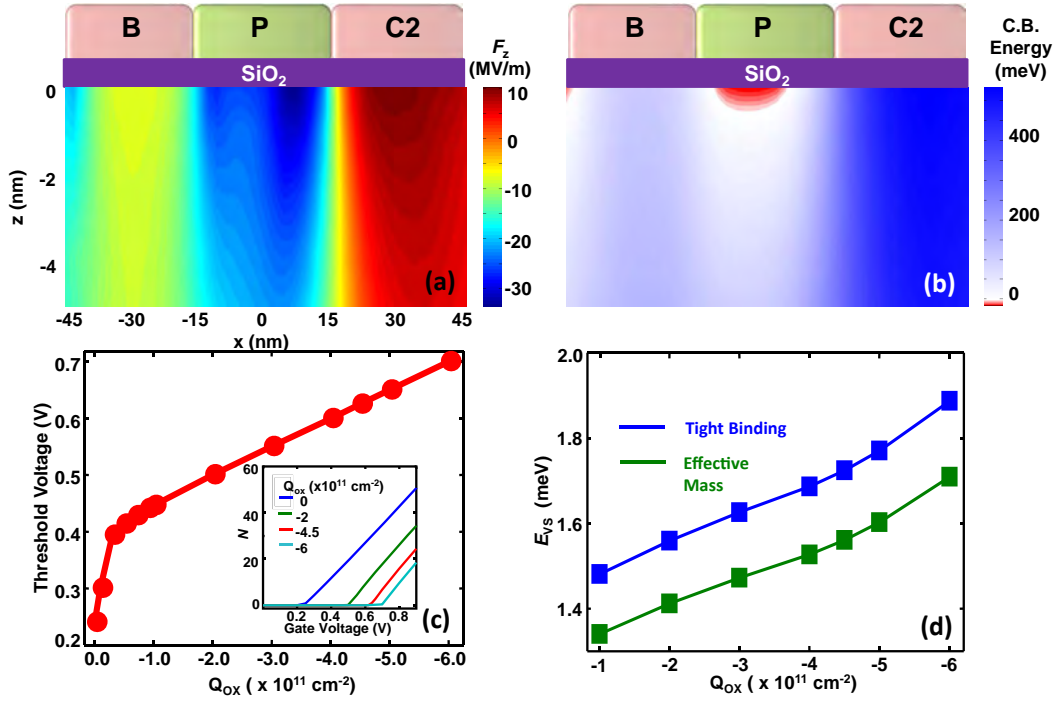 B P C2
SiO2
Fz
(MV/m)
10
0
-10
-20
-30
0
-2
-4
z (nm)
(a)
-45 -30 -15 0 15 30 45
x (nm)
B P C2
SiO2
C.B.
Energy
(meV)
400
200
0
(b)
0.7
0.6
0.5
0.4
0.3
0.2
Threshold Voltage (V)
0.0 -1.0 -2.0 -3.0 -4.0 -5.0 -6.0
QOX ( x 10¹¹ cm⁻²)
(c)
60
40
20
0
N
QOX (x10¹¹ cm⁻²)
0
-2
-4.5
-6
0.2 0.4 0.6 0.8
Gate Voltage (V)
2.0
1.8
1.6
1.4
EVS (meV)
Tight Binding
Effective
Mass
(d)
-1 -2 -3 -4 -5 -6
QOX ( x 10¹¹ cm⁻²)